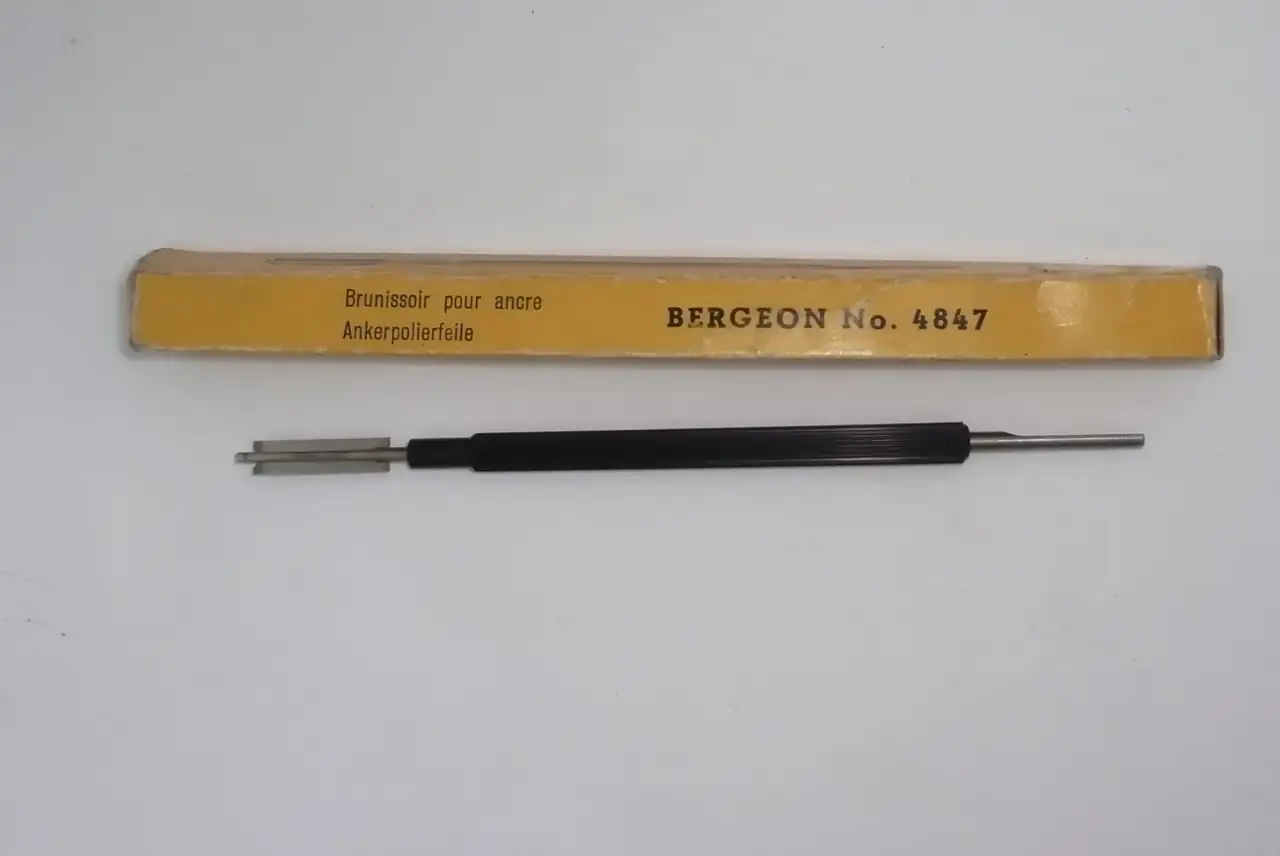 Brunissoir pour ancre
Ankerpolierfeile
BERGEON No. 4847